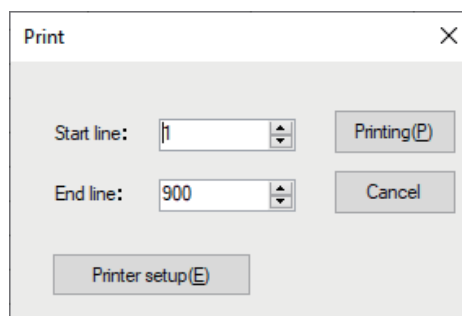 Print
Start line: 1
Printing(P)
End line: 900
Cancel
Printer setup(E)